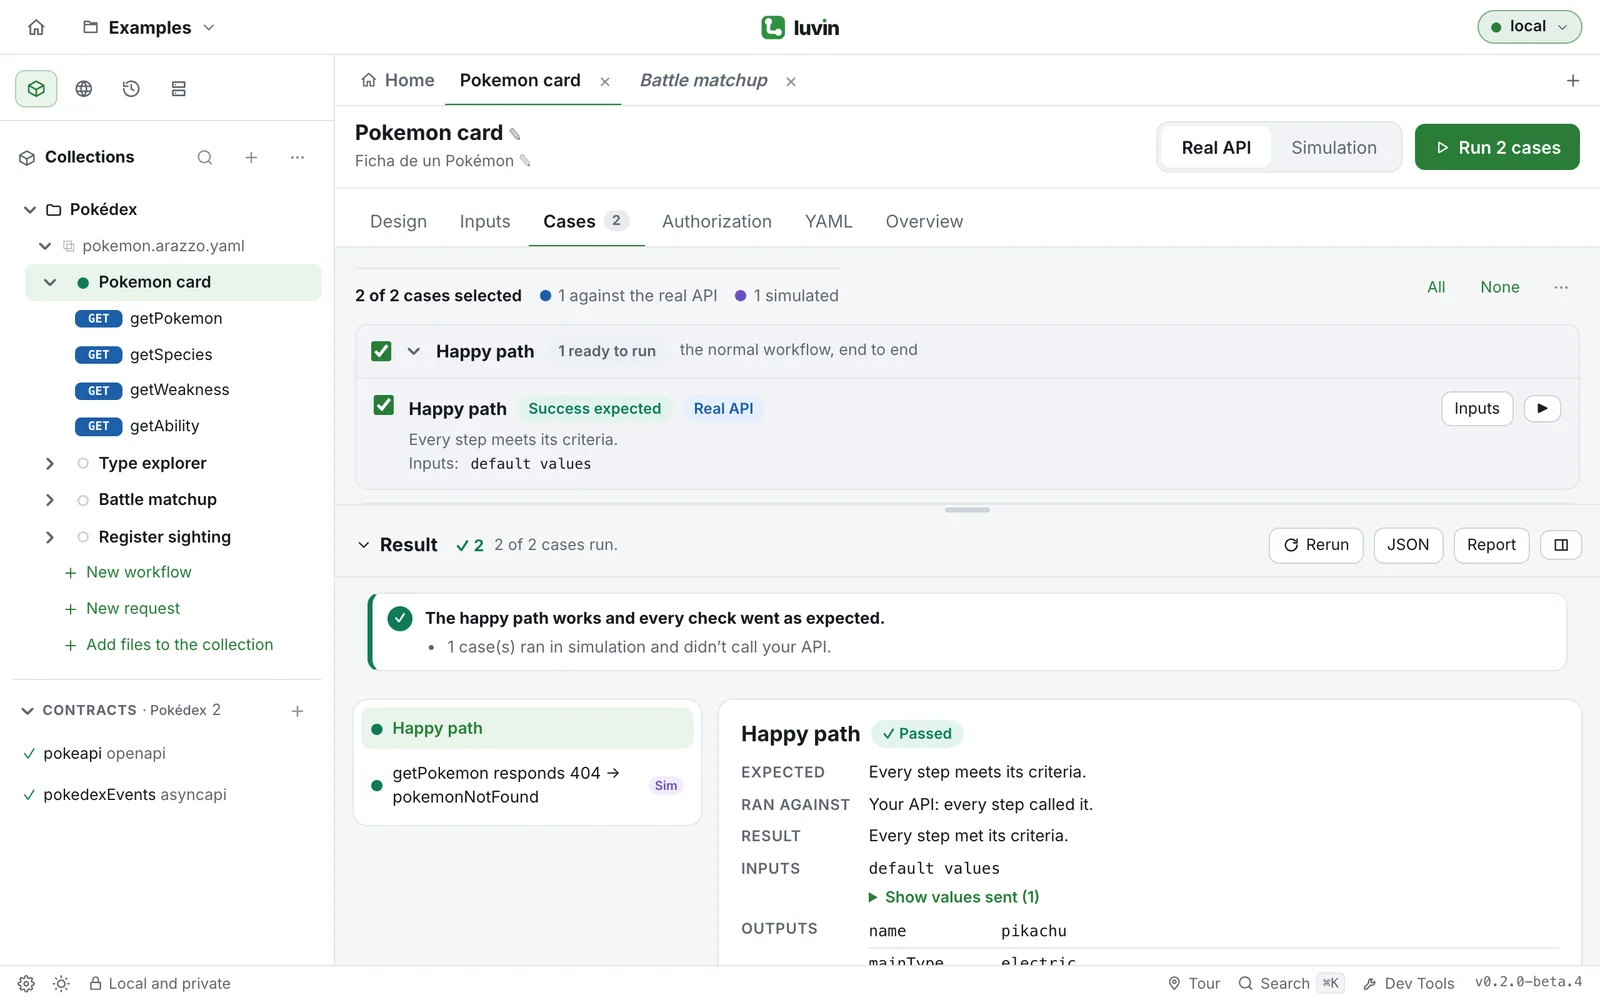 Examples
luvin
local
Home
Pokemon card
Battle matchup
Pokemon card
Ficha de un Pokémon
Real API
Simulation
Run 2 cases
Collections
Pokédex
pokemon.arazzo.yaml
Pokemon card
GET getPokemon
GET getSpecies
GET getWeakness
GET getAbility
Type explorer
Battle matchup
Register sighting
New workflow
New request
Add files to the collection
CONTRACTS · Pokédex 2
pokeapi openapi
pokedexEvents asyncapi
Design
Inputs
Cases 2
Authorization
YAML
Overview
2 of 2 cases selected
1 against the real API
1 simulated
All
None
Happy path
1 ready to run
the normal workflow, end to end
Happy path
Success expected
Real API
Inputs
Every step meets its criteria.
Inputs: default values
Result
2
2 of 2 cases run.
Rerun
JSON
Report
The happy path works and every check went as expected.
• 1 case(s) ran in simulation and didn’t call your API.
Happy path
getPokemon responds 404 →
pokemonNotFound
Sim
Happy path
Passed
EXPECTED Every step meets its criteria.
RAN AGAINST Your API: every step called it.
RESULT Every step met its criteria.
INPUTS default values
Show values sent (1)
OUTPUTS name pikachu
mainType electric
Local and private
Tour
Search ⌘K
Dev Tools
v0.2.0-beta.4